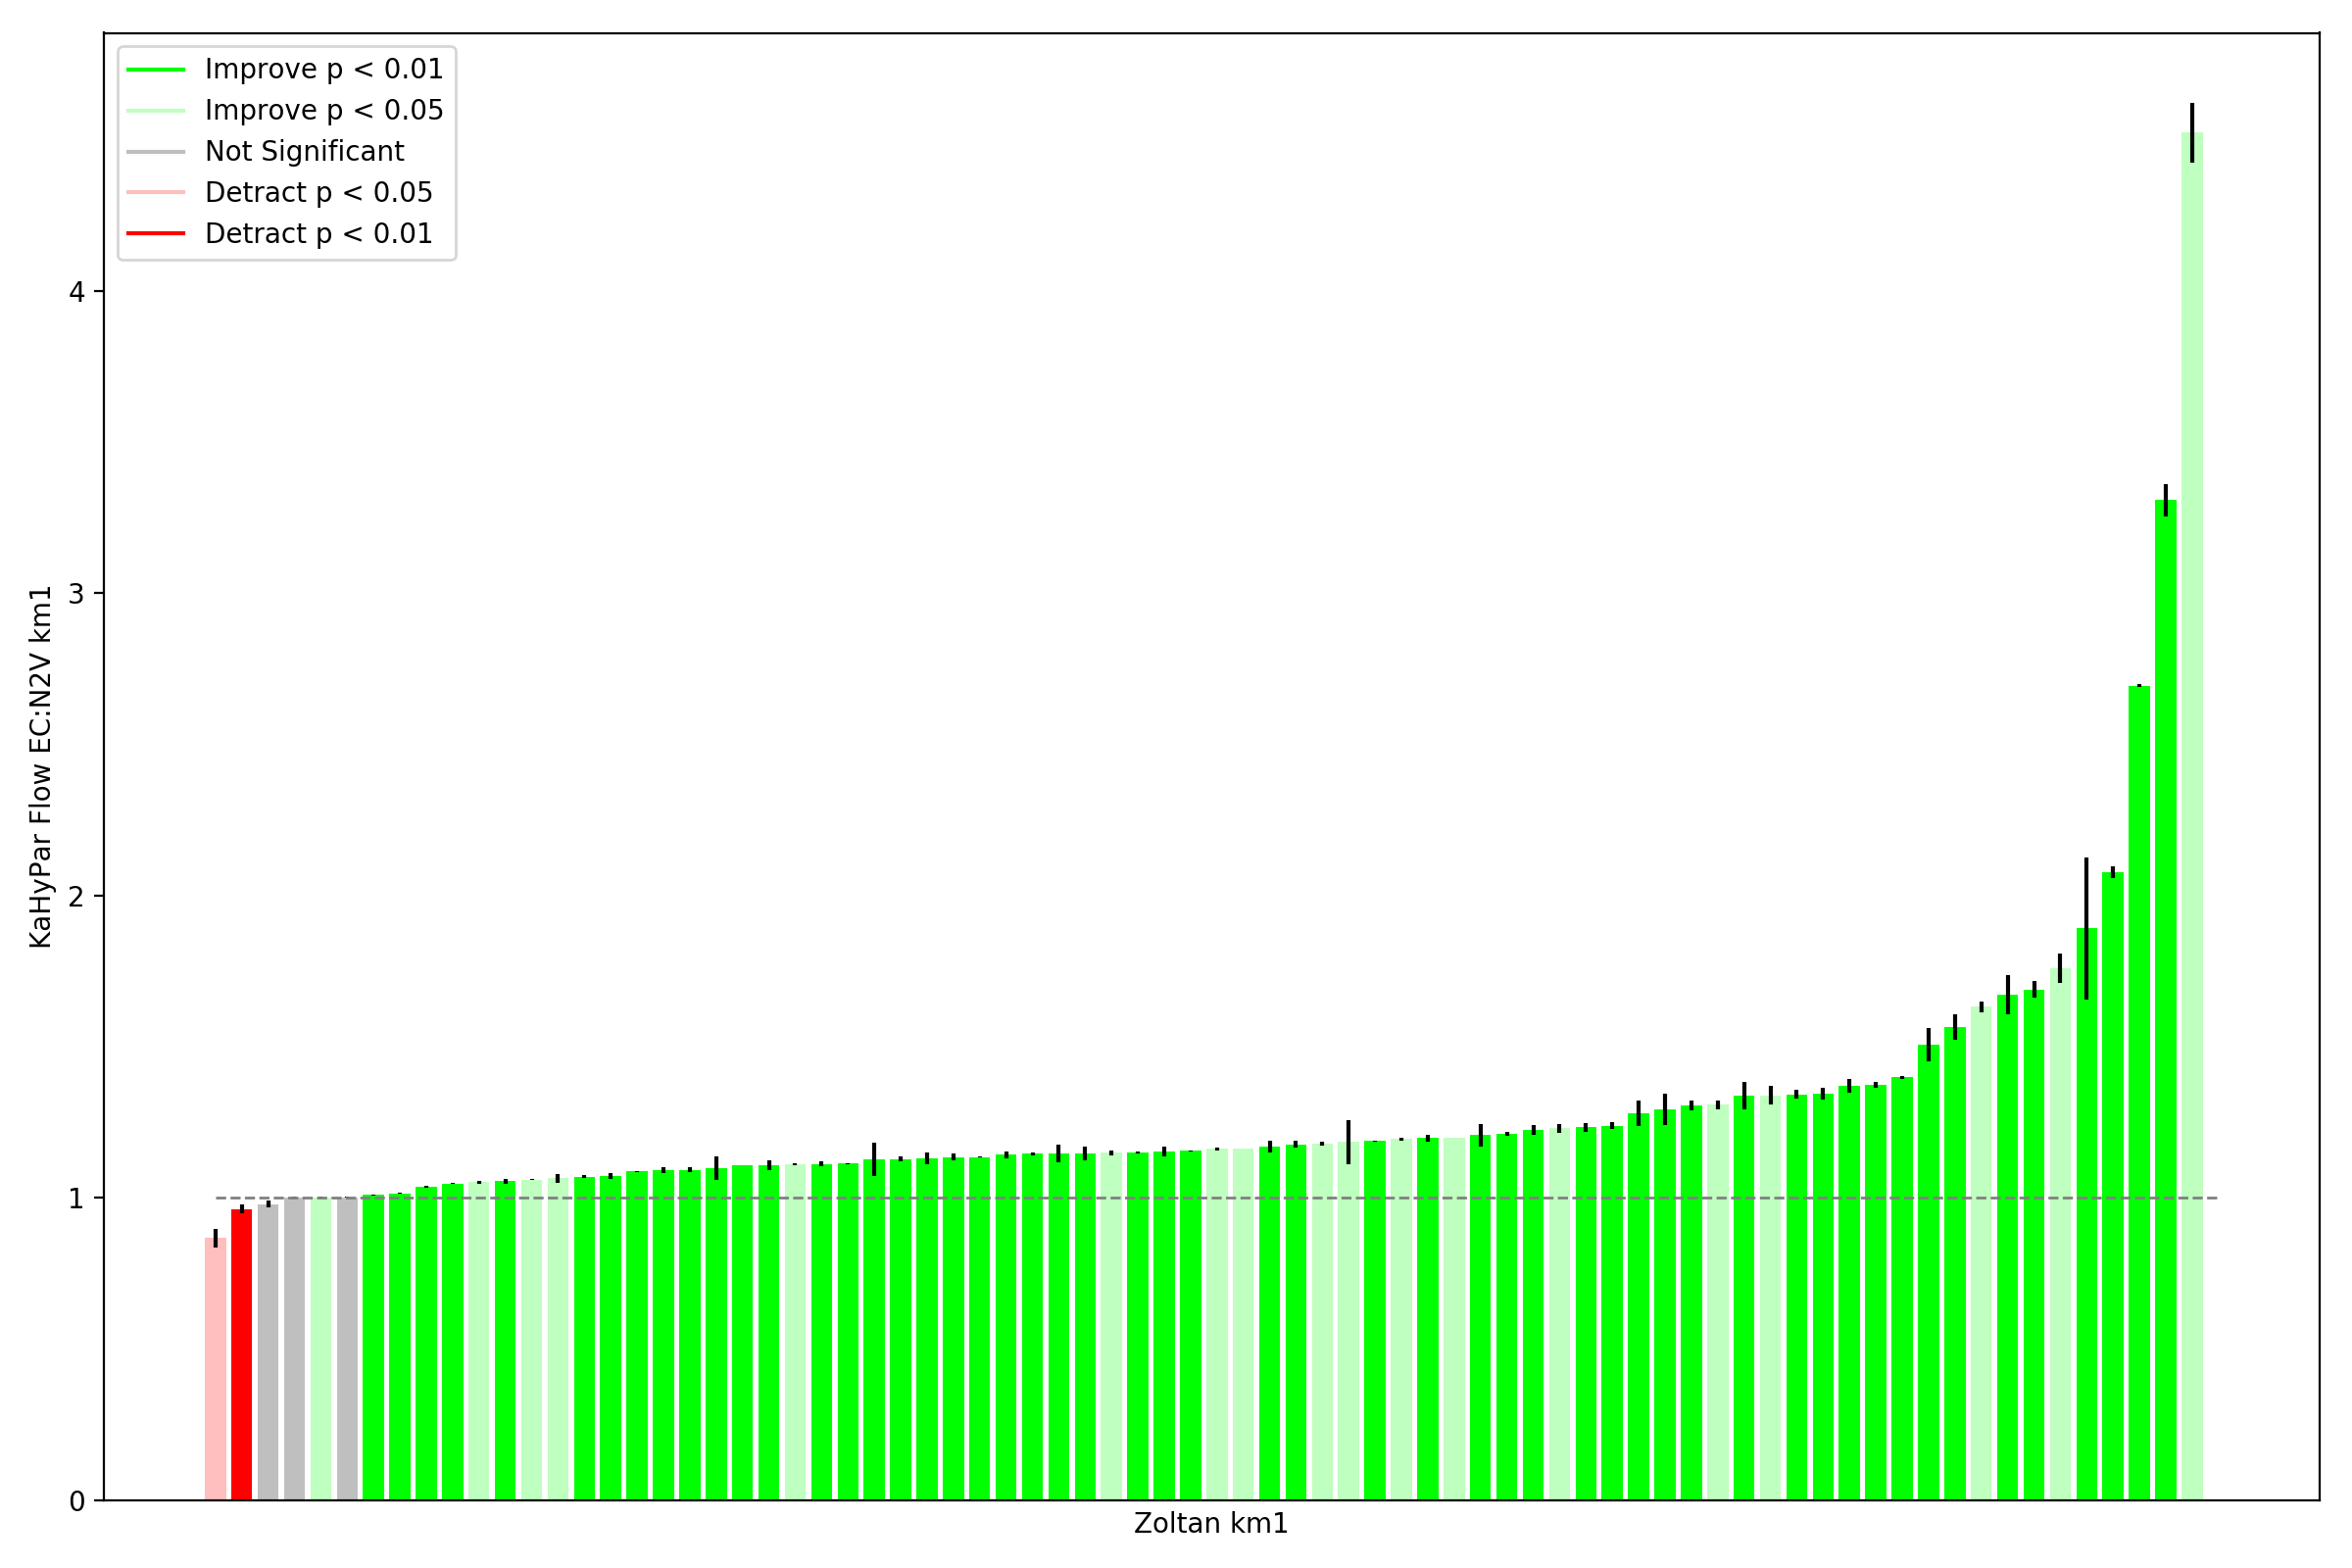 Improve p < 0.01
Improve p < 0.05
Not Significant
Detract p < 0.05
Detract p < 0.01
4
3
2
1
0
KaHyPar Flow EC:N2V km1
Zoltan km1